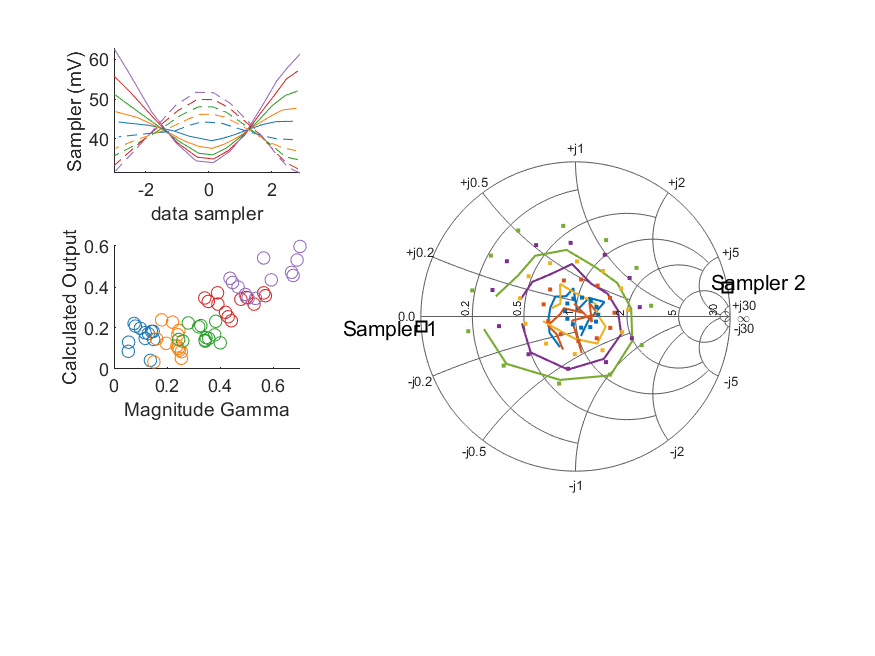 Sampler (mV)
60
50
40
-2
0
2
data sampler
Calculated Output
0.6
0.4
0.2
0
0
0.2
0.4
0.6
Magnitude Gamma
+j1
+j0.5
+j2
+j0.2
+j5
Sampler 2
+j30
0.0
0.2
0.5
1
2
5
30
∞
Sampler 1
-j30
-j0.2
-j5
-j0.5
-j2
-j1